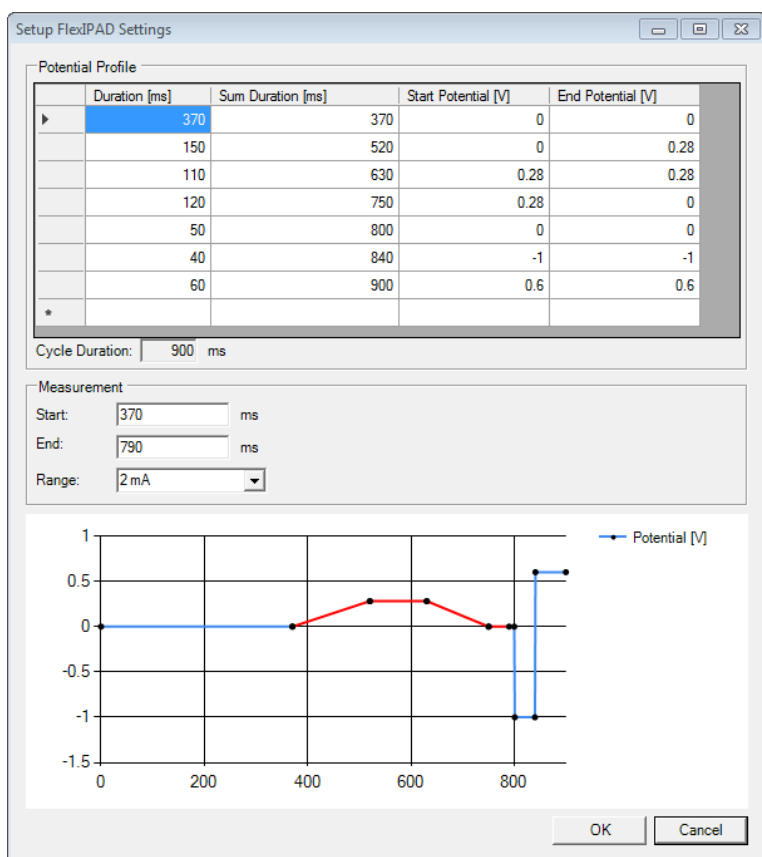 Setup FlexIPAD Settings
Potential Profile
Duration [ms] Sum Duration [ms] Start Potential [V] End Potential [V]
370 370 0 0
150 520 0 0.28
110 630 0.28 0.28
120 750 0.28 0
50 800 0 0
40 840 -1 -1
60 900 0.6 0.6
*
Cycle Duration: 900 ms
Measurement
Start: 370 ms
End: 790 ms
Range: 2 mA
1
0.5
0
-0.5
-1
-1.5
0 200 400 600 800
Potential [V]
OK Cancel